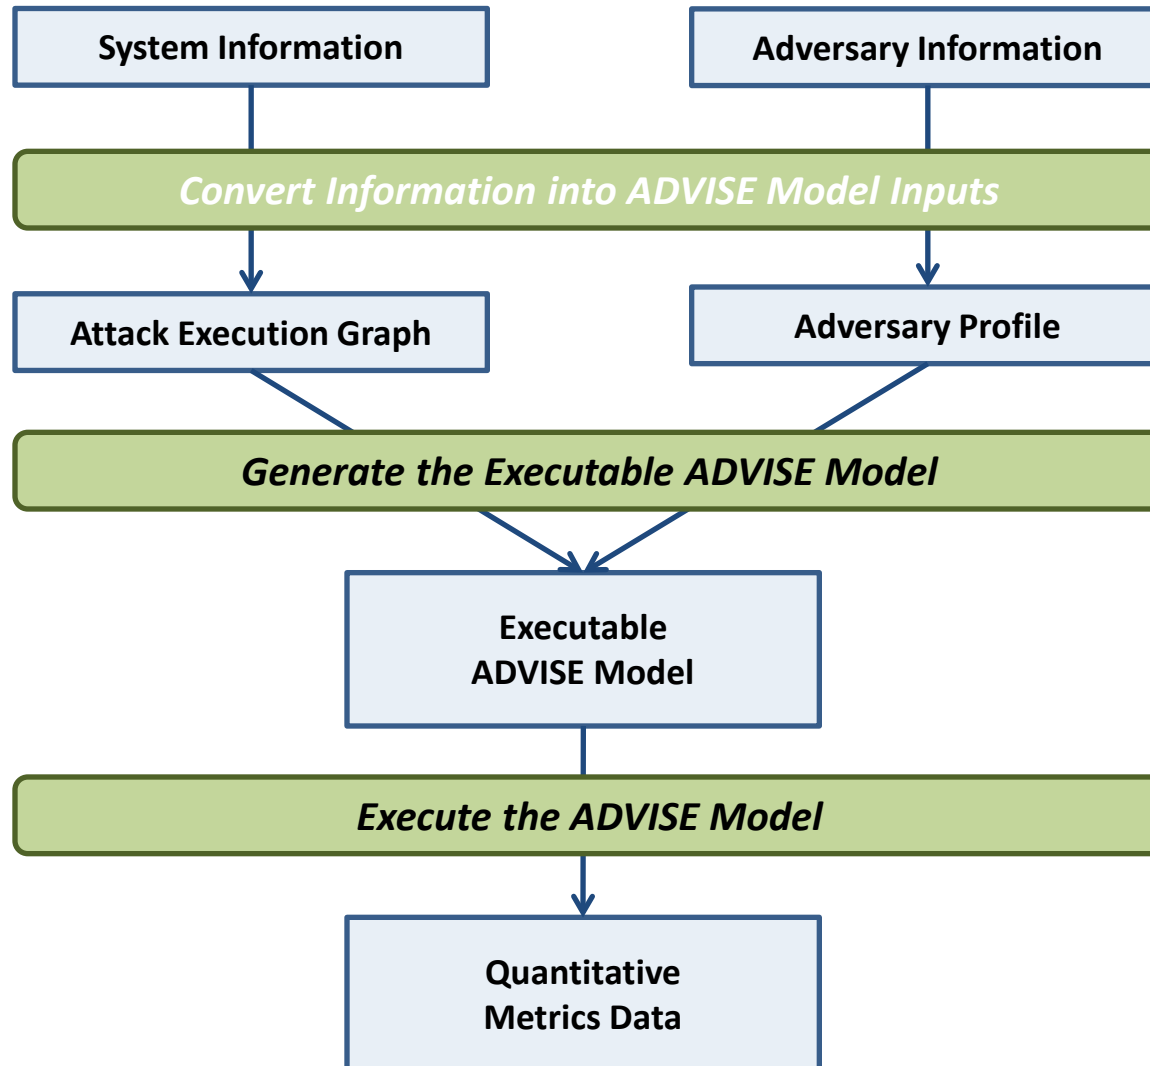 System Information
Adversary Information
Convert Information into ADVISE Model Inputs
Attack Execution Graph
Adversary Profile
Generate the Executable ADVISE Model
Executable
ADVISE Model
Execute the ADVISE Model
Quantitative
Metrics Data